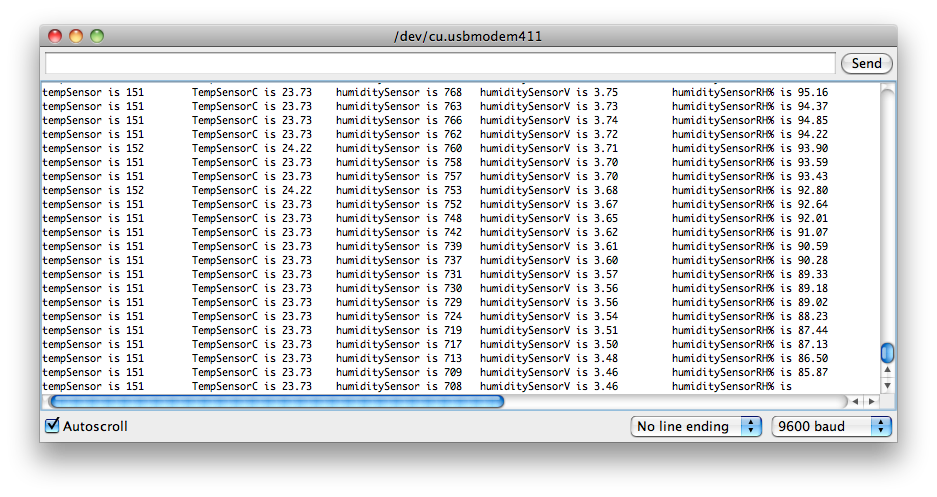 /dev/cu.usbmodem411
Send
tempSensor is 151 TempSensorC is 23.73 humiditySensor is 768 humiditySensorV is 3.75 humiditySensorRH% is 95.16
tempSensor is 151 TempSensorC is 23.73 humiditySensor is 763 humiditySensorV is 3.73 humiditySensorRH% is 94.37
tempSensor is 151 TempSensorC is 23.73 humiditySensor is 766 humiditySensorV is 3.74 humiditySensorRH% is 94.85
tempSensor is 151 TempSensorC is 23.73 humiditySensor is 762 humiditySensorV is 3.72 humiditySensorRH% is 94.22
tempSensor is 152 TempSensorC is 24.22 humiditySensor is 760 humiditySensorV is 3.71 humiditySensorRH% is 93.90
tempSensor is 151 TempSensorC is 23.73 humiditySensor is 758 humiditySensorV is 3.70 humiditySensorRH% is 93.59
tempSensor is 151 TempSensorC is 23.73 humiditySensor is 757 humiditySensorV is 3.70 humiditySensorRH% is 93.43
tempSensor is 152 TempSensorC is 24.22 humiditySensor is 753 humiditySensorV is 3.68 humiditySensorRH% is 92.80
tempSensor is 151 TempSensorC is 23.73 humiditySensor is 752 humiditySensorV is 3.67 humiditySensorRH% is 92.64
tempSensor is 151 TempSensorC is 23.73 humiditySensor is 748 humiditySensorV is 3.65 humiditySensorRH% is 92.01
tempSensor is 151 TempSensorC is 23.73 humiditySensor is 742 humiditySensorV is 3.62 humiditySensorRH% is 91.07
tempSensor is 151 TempSensorC is 23.73 humiditySensor is 739 humiditySensorV is 3.61 humiditySensorRH% is 90.59
tempSensor is 151 TempSensorC is 23.73 humiditySensor is 737 humiditySensorV is 3.60 humiditySensorRH% is 90.28
tempSensor is 151 TempSensorC is 23.73 humiditySensor is 731 humiditySensorV is 3.57 humiditySensorRH% is 89.33
tempSensor is 151 TempSensorC is 23.73 humiditySensor is 730 humiditySensorV is 3.56 humiditySensorRH% is 89.18
tempSensor is 151 TempSensorC is 23.73 humiditySensor is 729 humiditySensorV is 3.56 humiditySensorRH% is 89.02
tempSensor is 151 TempSensorC is 23.73 humiditySensor is 724 humiditySensorV is 3.54 humiditySensorRH% is 88.23
tempSensor is 151 TempSensorC is 23.73 humiditySensor is 719 humiditySensorV is 3.51 humiditySensorRH% is 87.44
tempSensor is 151 TempSensorC is 23.73 humiditySensor is 717 humiditySensorV is 3.50 humiditySensorRH% is 87.13
tempSensor is 151 TempSensorC is 23.73 humiditySensor is 713 humiditySensorV is 3.48 humiditySensorRH% is 86.50
tempSensor is 151 TempSensorC is 23.73 humiditySensor is 709 humiditySensorV is 3.46 humiditySensorRH% is 85.87
tempSensor is 151 TempSensorC is 23.73 humiditySensor is 708 humiditySensorV is 3.46 humiditySensorRH% is
Autoscroll No line ending 9600 baud